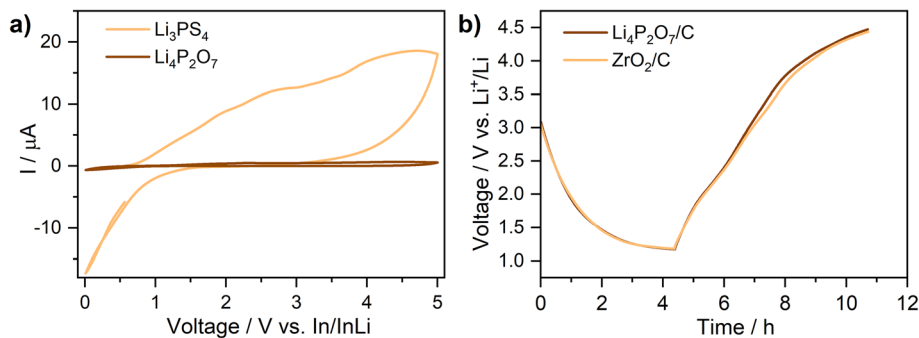 a)
Li₃PS₄
Li₄P₂O₇
I / µA
20
10
0
-10
0 1 2 3 4 5
Voltage / V vs. In/InLi
b)
Li₄P₂O₇/C
ZrO₂/C
Voltage / V vs. Li⁺/Li
4.5
4.0
3.5
3.0
2.5
2.0
1.5
1.0
0 2 4 6 8 10 12
Time / h